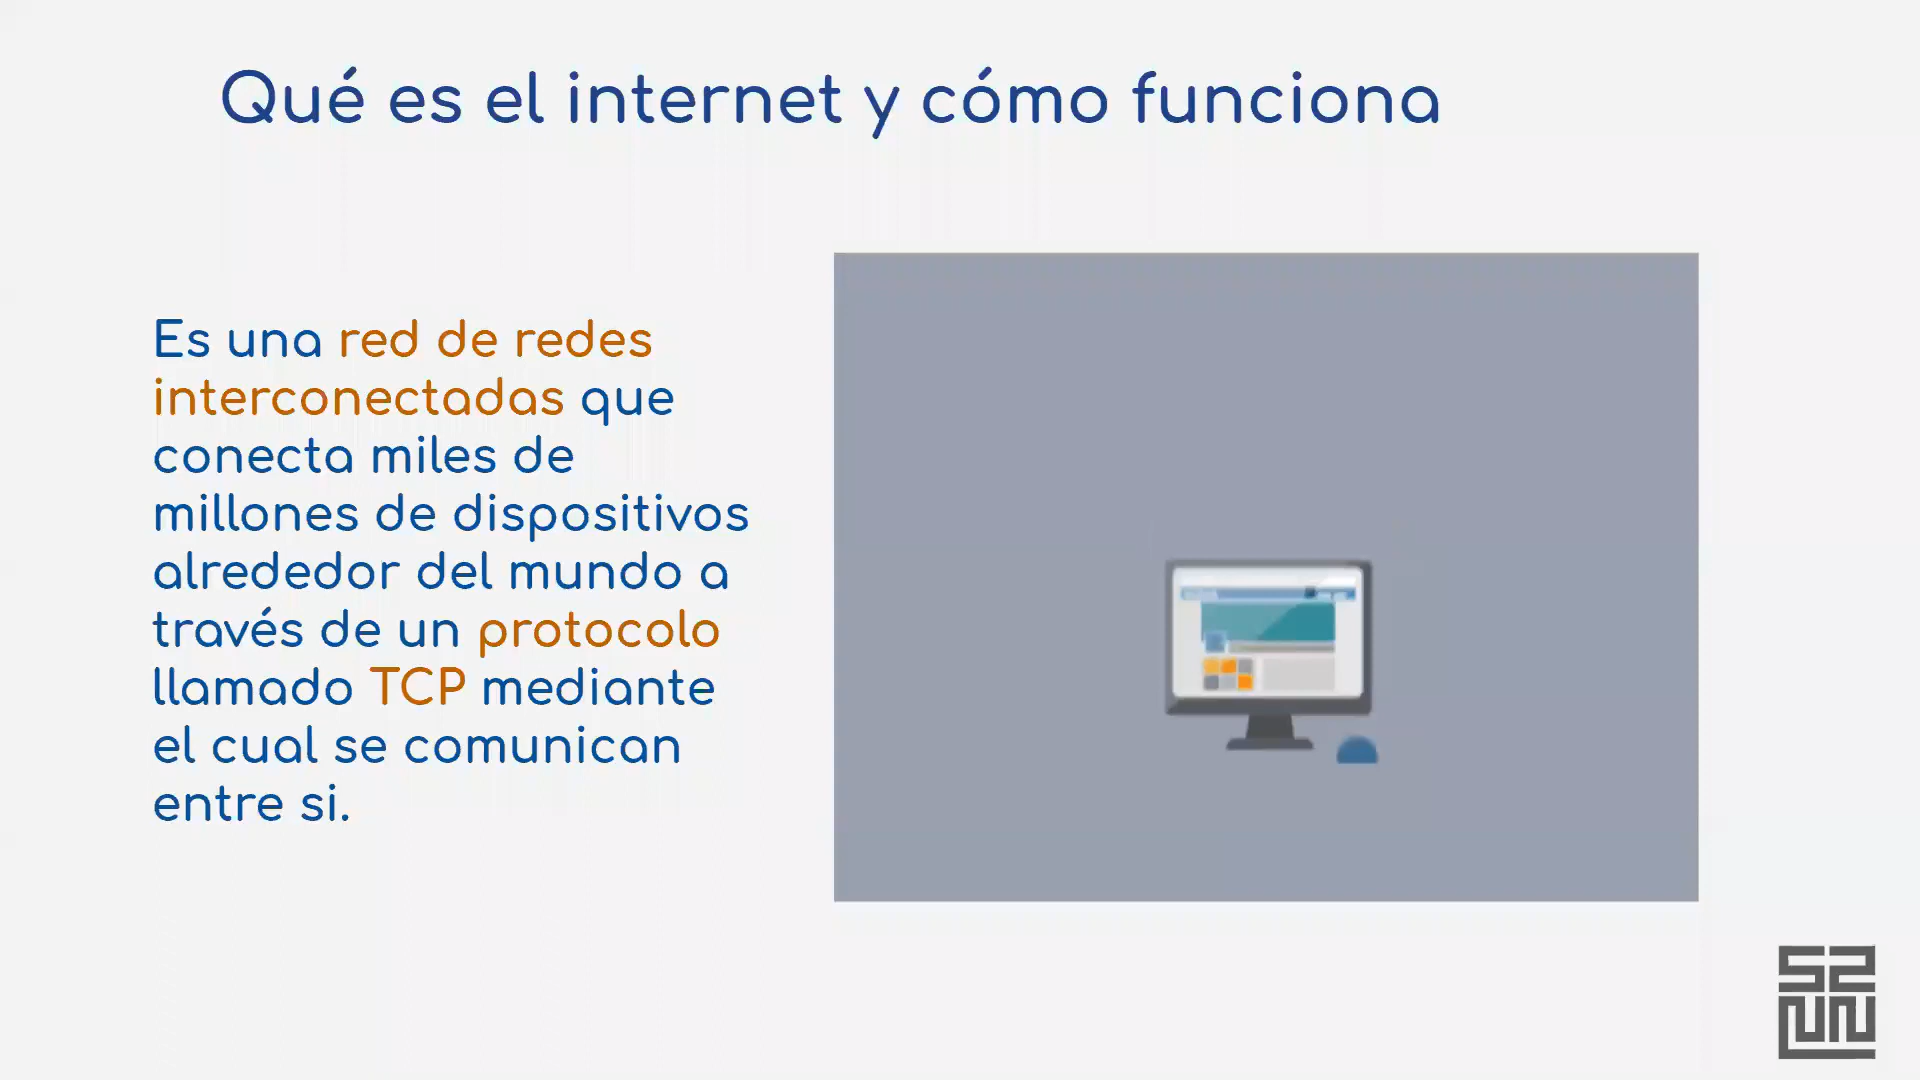 Qué es el internet y cómo funciona
Es una red de redes
interconectadas que
conecta miles de
millones de dispositivos
alrededor del mundo a
través de un protocolo
llamado TCP mediante
el cual se comunican
entre si.